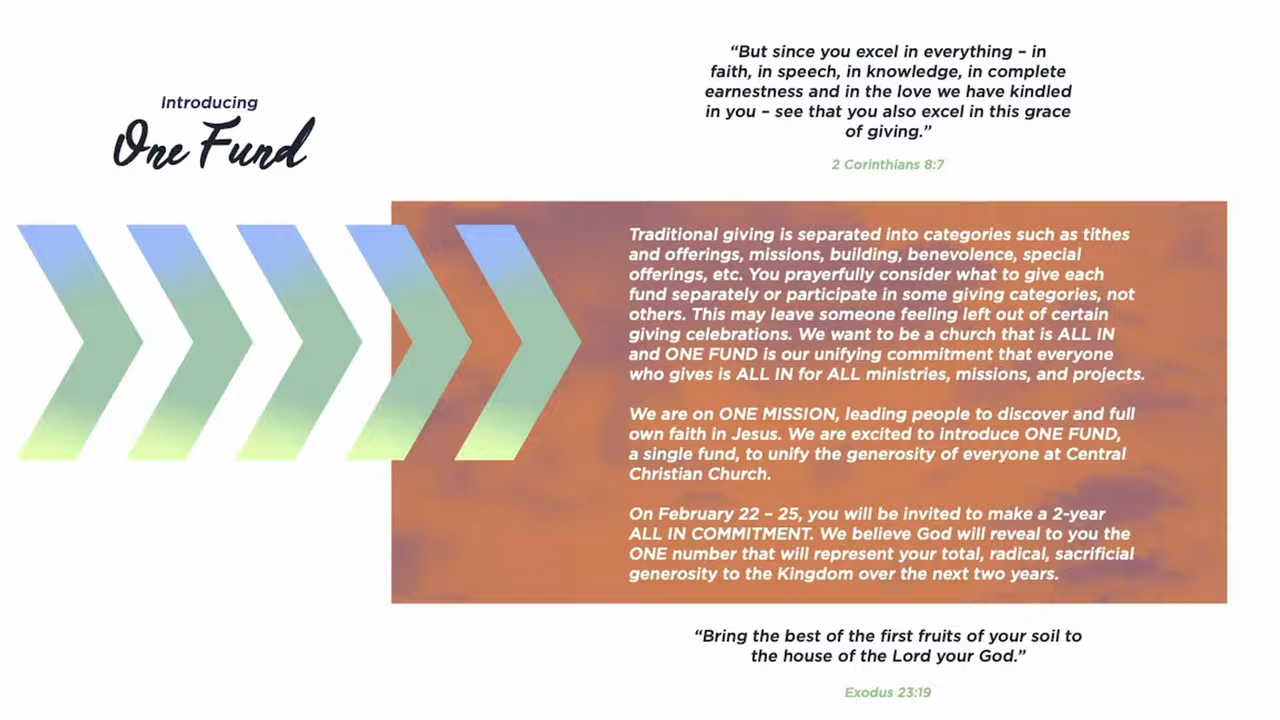 Introducing
One Fund
“But since you excel in everything – in
faith, in speech, in knowledge, in complete
earnestness and in the love we have kindled
in you – see that you also excel in this grace
of giving.”
2 Corinthians 8:7
Traditional giving is separated into categories such as tithes
and offerings, missions, building, benevolence, special
offerings, etc. You prayerfully consider what to give each
fund separately or participate in some giving categories, not
others. This may leave someone feeling left out of certain
giving celebrations. We want to be a church that is ALL IN
and ONE FUND is our unifying commitment that everyone
who gives is ALL IN for ALL ministries, missions, and projects.
We are on ONE MISSION, leading people to discover and full
own faith in Jesus. We are excited to introduce ONE FUND,
a single fund, to unify the generosity of everyone at Central
Christian Church.
On February 22 – 25, you will be invited to make a 2-year
ALL IN COMMITMENT. We believe God will reveal to you the
ONE number that will represent your total, radical, sacrificial
generosity to the Kingdom over the next two years.
“Bring the best of the first fruits of your soil to
the house of the Lord your God.”
Exodus 23:19